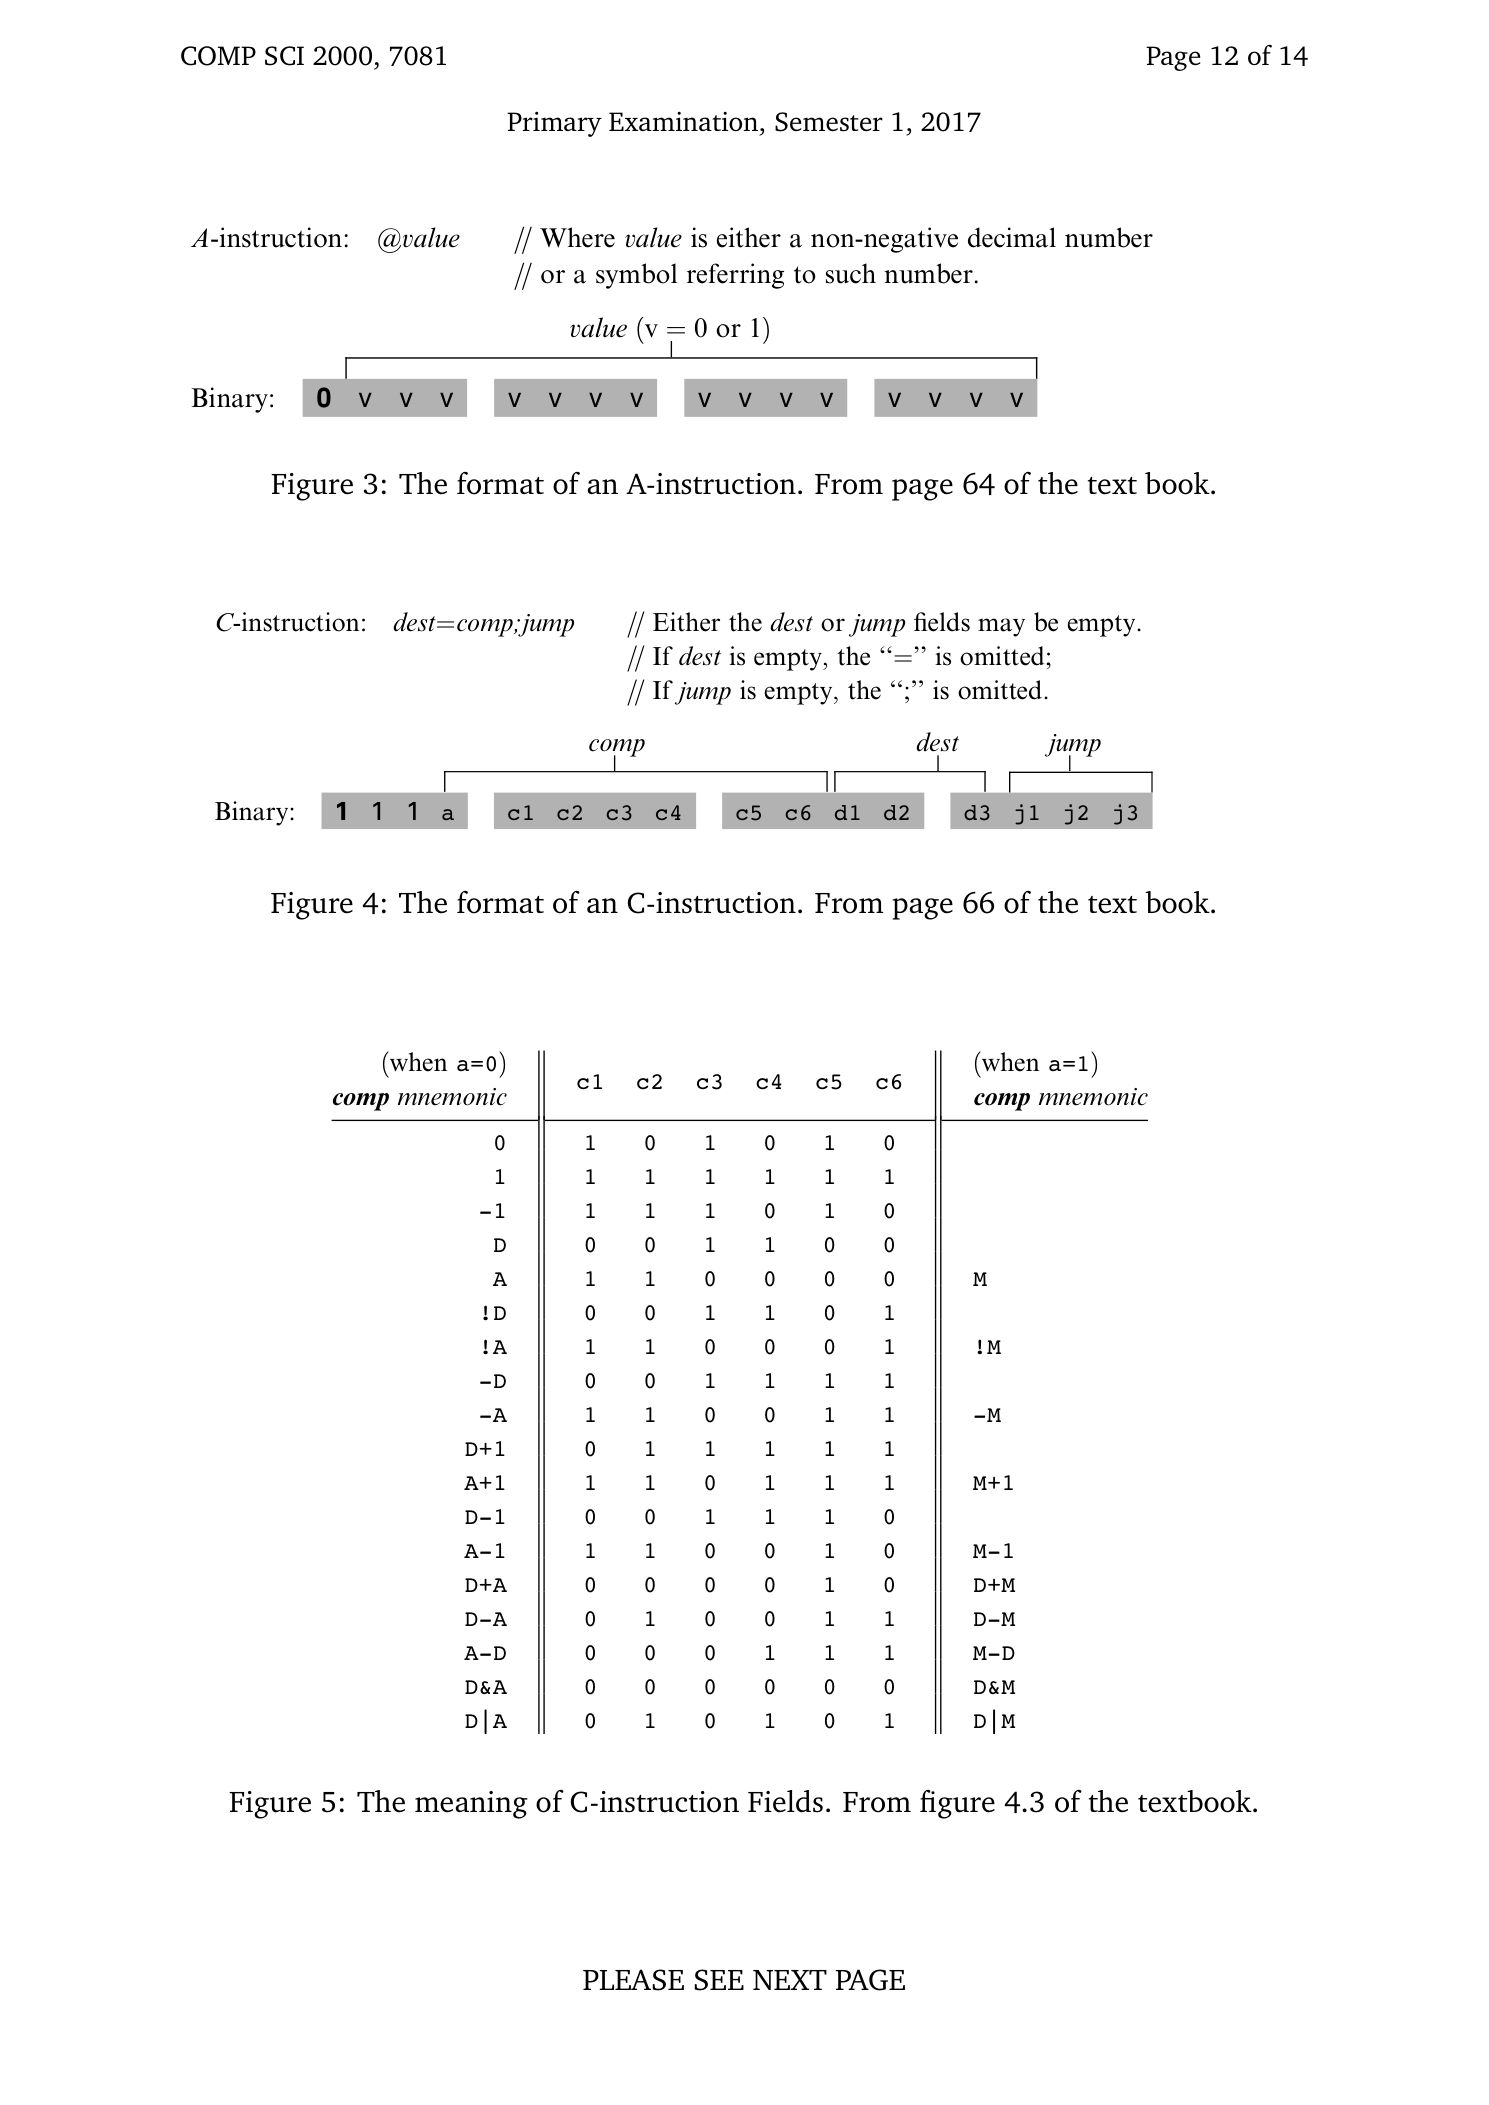 COMP SCI 2000, 7081 Page 12 of 14
Primary Examination, Semester 1, 2017
A-instruction: @value // Where value is either a non-negative decimal number
// or a symbol referring to such number.
value (v = 0 or 1)
Binary: 0 v v v v v v v v v v v v v v v
Figure 3: The format of an A-instruction. From page 64 of the text book.
C-instruction: dest=comp;jump // Either the dest or jump fields may be empty.
// If dest is empty, the “=” is omitted;
// If jump is empty, the “;” is omitted.
comp dest jump
Binary: 1 1 1 a c1 c2 c3 c4 c5 c6 d1 d2 d3 j1 j2 j3
Figure 4: The format of an C-instruction. From page 66 of the text book.
(when a=0) (when a=1)
comp mnemonic c1 c2 c3 c4 c5 c6 comp mnemonic
0 1 0 1 0 1 0
1 1 1 1 1 1 1
-1 1 1 1 0 1 0
D 0 0 1 1 0 0
A 1 1 0 0 0 0 M
!D 0 0 1 1 0 1
!A 1 1 0 0 0 1 !M
-D 0 0 1 1 1 1
-A 1 1 0 0 1 1 -M
D+1 0 1 1 1 1 1
A+1 1 1 0 1 1 1 M+1
D-1 0 0 1 1 1 0
A-1 1 1 0 0 1 0 M-1
D+A 0 0 0 0 1 0 D+M
D-A 0 1 0 0 1 1 D-M
A-D 0 0 0 1 1 1 M-D
D&A 0 0 0 0 0 0 D&M
D|A 0 1 0 1 0 1 D|M
Figure 5: The meaning of C-instruction Fields. From figure 4.3 of the textbook.
PLEASE SEE NEXT PAGE